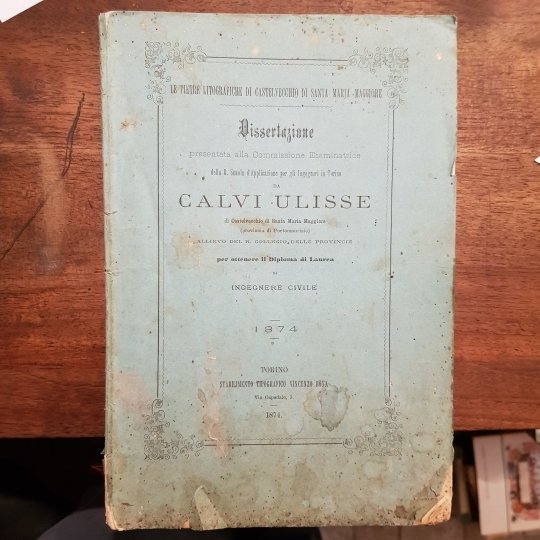 LE PIETRE LITOGRAFICHE DI CASTELVECCHIO DI SANTA MARIA MAGGIORE
Dissertazione
presentata alla Commissione Esaminatrice
della R. Scuola d'Applicazione per gli Ingegneri in Torino
DA
CALVI ULISSE
di Castelvecchio di Santa Maria Maggiore
(provincia di Portomaurizio)
ALLIEVO DEL R. COLLEGIO DELLE PROVINCIE
per ottenere il Diploma di Laurea
DI
INGEGNERE CIVILE
1874
TORINO
STABILIMENTO TIPOGRAFICO VINCENZO BONA
Via Ospedale, 3.
1874.